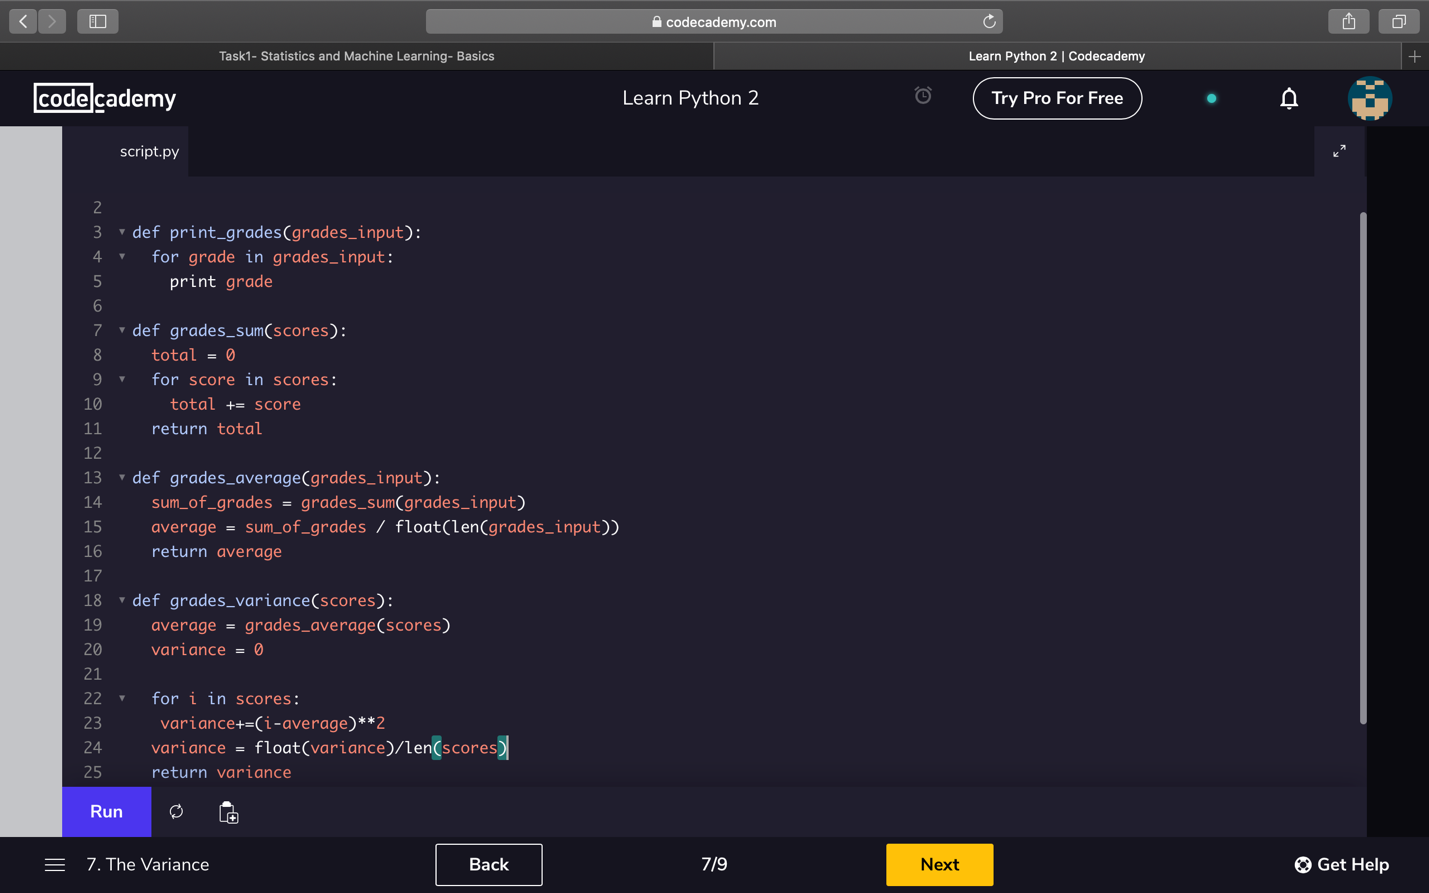 codecademy.com
Task1- Statistics and Machine Learning- Basics
Learn Python 2 | Codecademy
codecademy
Learn Python 2
Try Pro For Free
script.py
2
3 def print_grades(grades_input):
4 for grade in grades_input:
5 print grade
6
7 def grades_sum(scores):
8 total = 0
9 for score in scores:
10 total += score
11 return total
12
13 def grades_average(grades_input):
14 sum_of_grades = grades_sum(grades_input)
15 average = sum_of_grades / float(len(grades_input))
16 return average
17
18 def grades_variance(scores):
19 average = grades_average(scores)
20 variance = 0
21
22 for i in scores:
23 variance+=(i-average)**2
24 variance = float(variance)/len(scores)
25 return variance
Run
7. The Variance
Back
7/9
Next
Get Help